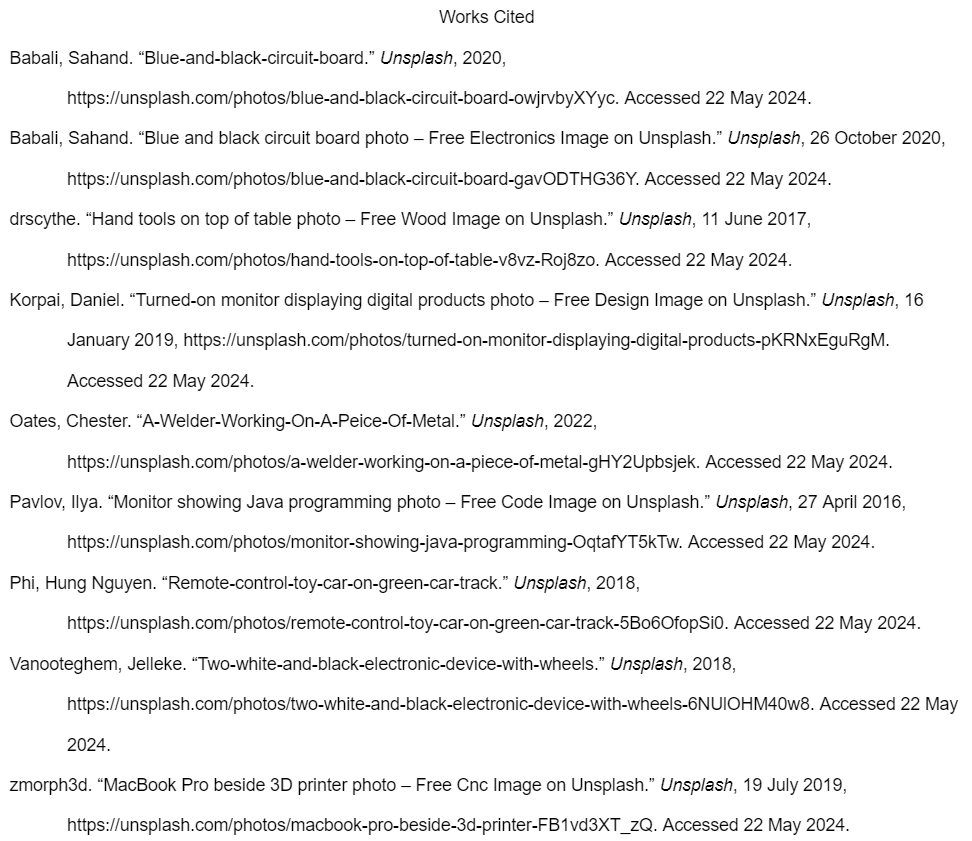 Works Cited
Babali, Sahand. “Blue-and-black-circuit-board.” Unsplash, 2020,
https://unsplash.com/photos/blue-and-black-circuit-board-owjrvbyXYyc. Accessed 22 May 2024.
Babali, Sahand. “Blue and black circuit board photo – Free Electronics Image on Unsplash.” Unsplash, 26 October 2020,
https://unsplash.com/photos/blue-and-black-circuit-board-gavODTHG36Y. Accessed 22 May 2024.
drscythe. “Hand tools on top of table photo – Free Wood Image on Unsplash.” Unsplash, 11 June 2017,
https://unsplash.com/photos/hand-tools-on-top-of-table-v8vz-Roj8zo. Accessed 22 May 2024.
Korpai, Daniel. “Turned-on monitor displaying digital products photo – Free Design Image on Unsplash.” Unsplash, 16
January 2019, https://unsplash.com/photos/turned-on-monitor-displaying-digital-products-pKRNxEguRgM.
Accessed 22 May 2024.
Oates, Chester. “A-Welder-Working-On-A-Peice-Of-Metal.” Unsplash, 2022,
https://unsplash.com/photos/a-welder-working-on-a-piece-of-metal-gHY2Upbsjek. Accessed 22 May 2024.
Pavlov, Ilya. “Monitor showing Java programming photo – Free Code Image on Unsplash.” Unsplash, 27 April 2016,
https://unsplash.com/photos/monitor-showing-java-programming-OqtafYT5kTw. Accessed 22 May 2024.
Phi, Hung Nguyen. “Remote-control-toy-car-on-green-car-track.” Unsplash, 2018,
https://unsplash.com/photos/remote-control-toy-car-on-green-car-track-5Bo6OfopSi0. Accessed 22 May 2024.
Vanooteghem, Jelleke. “Two-white-and-black-electronic-device-with-wheels.” Unsplash, 2018,
https://unsplash.com/photos/two-white-and-black-electronic-device-with-wheels-6NUlOHM40w8. Accessed 22 May
2024.
zmorph3d. “MacBook Pro beside 3D printer photo – Free Cnc Image on Unsplash.” Unsplash, 19 July 2019,
https://unsplash.com/photos/macbook-pro-beside-3d-printer-FB1vd3XT_zQ. Accessed 22 May 2024.